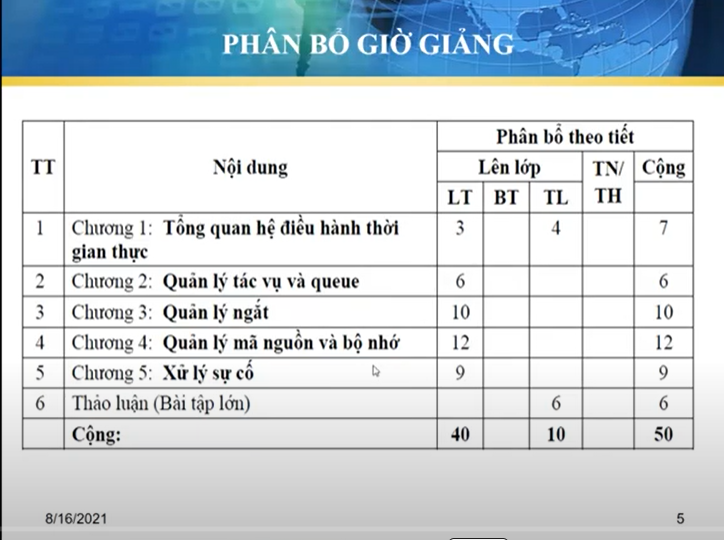 PHÂN BỔ GIỜ GIẢNG
TT Nội dung Phân bổ theo tiết
Lên lớp TN/ Cộng
LT BT TL TH
1 Chương 1: Tổng quan hệ điều hành thời 3 4 7
gian thực
2 Chương 2: Quản lý tác vụ và queue 6 6
3 Chương 3: Quản lý ngắt 10 10
4 Chương 4: Quản lý mã nguồn và bộ nhớ 12 12
5 Chương 5: Xử lý sự cố 9 9
6 Thảo luận (Bài tập lớn) 6 6
Cộng: 40 10 50
8/16/2021 5